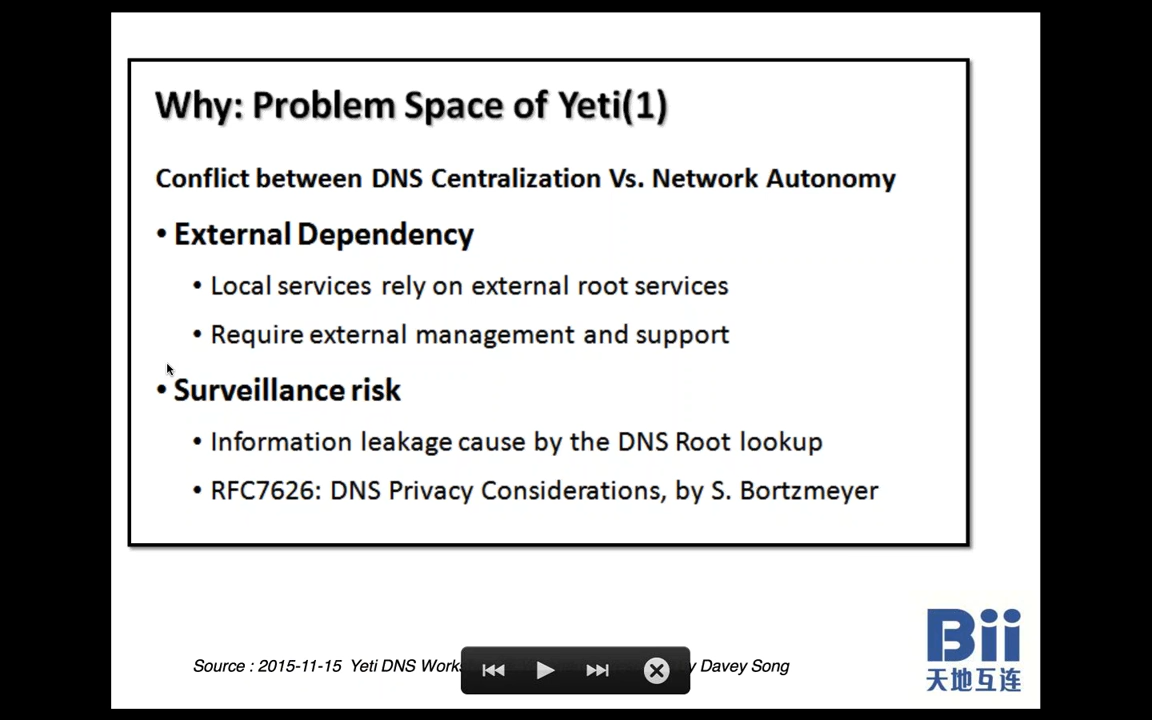 Why: Problem Space of Yeti(1)
Conflict between DNS Centralization Vs. Network Autonomy
• External Dependency
• Local services rely on external root services
• Require external management and support
• Surveillance risk
• Information leakage cause by the DNS Root lookup
• RFC7626: DNS Privacy Considerations, by S. Bortzmeyer
Bii
天地互连
Source : 2015-11-15 Yeti DNS Davey Song